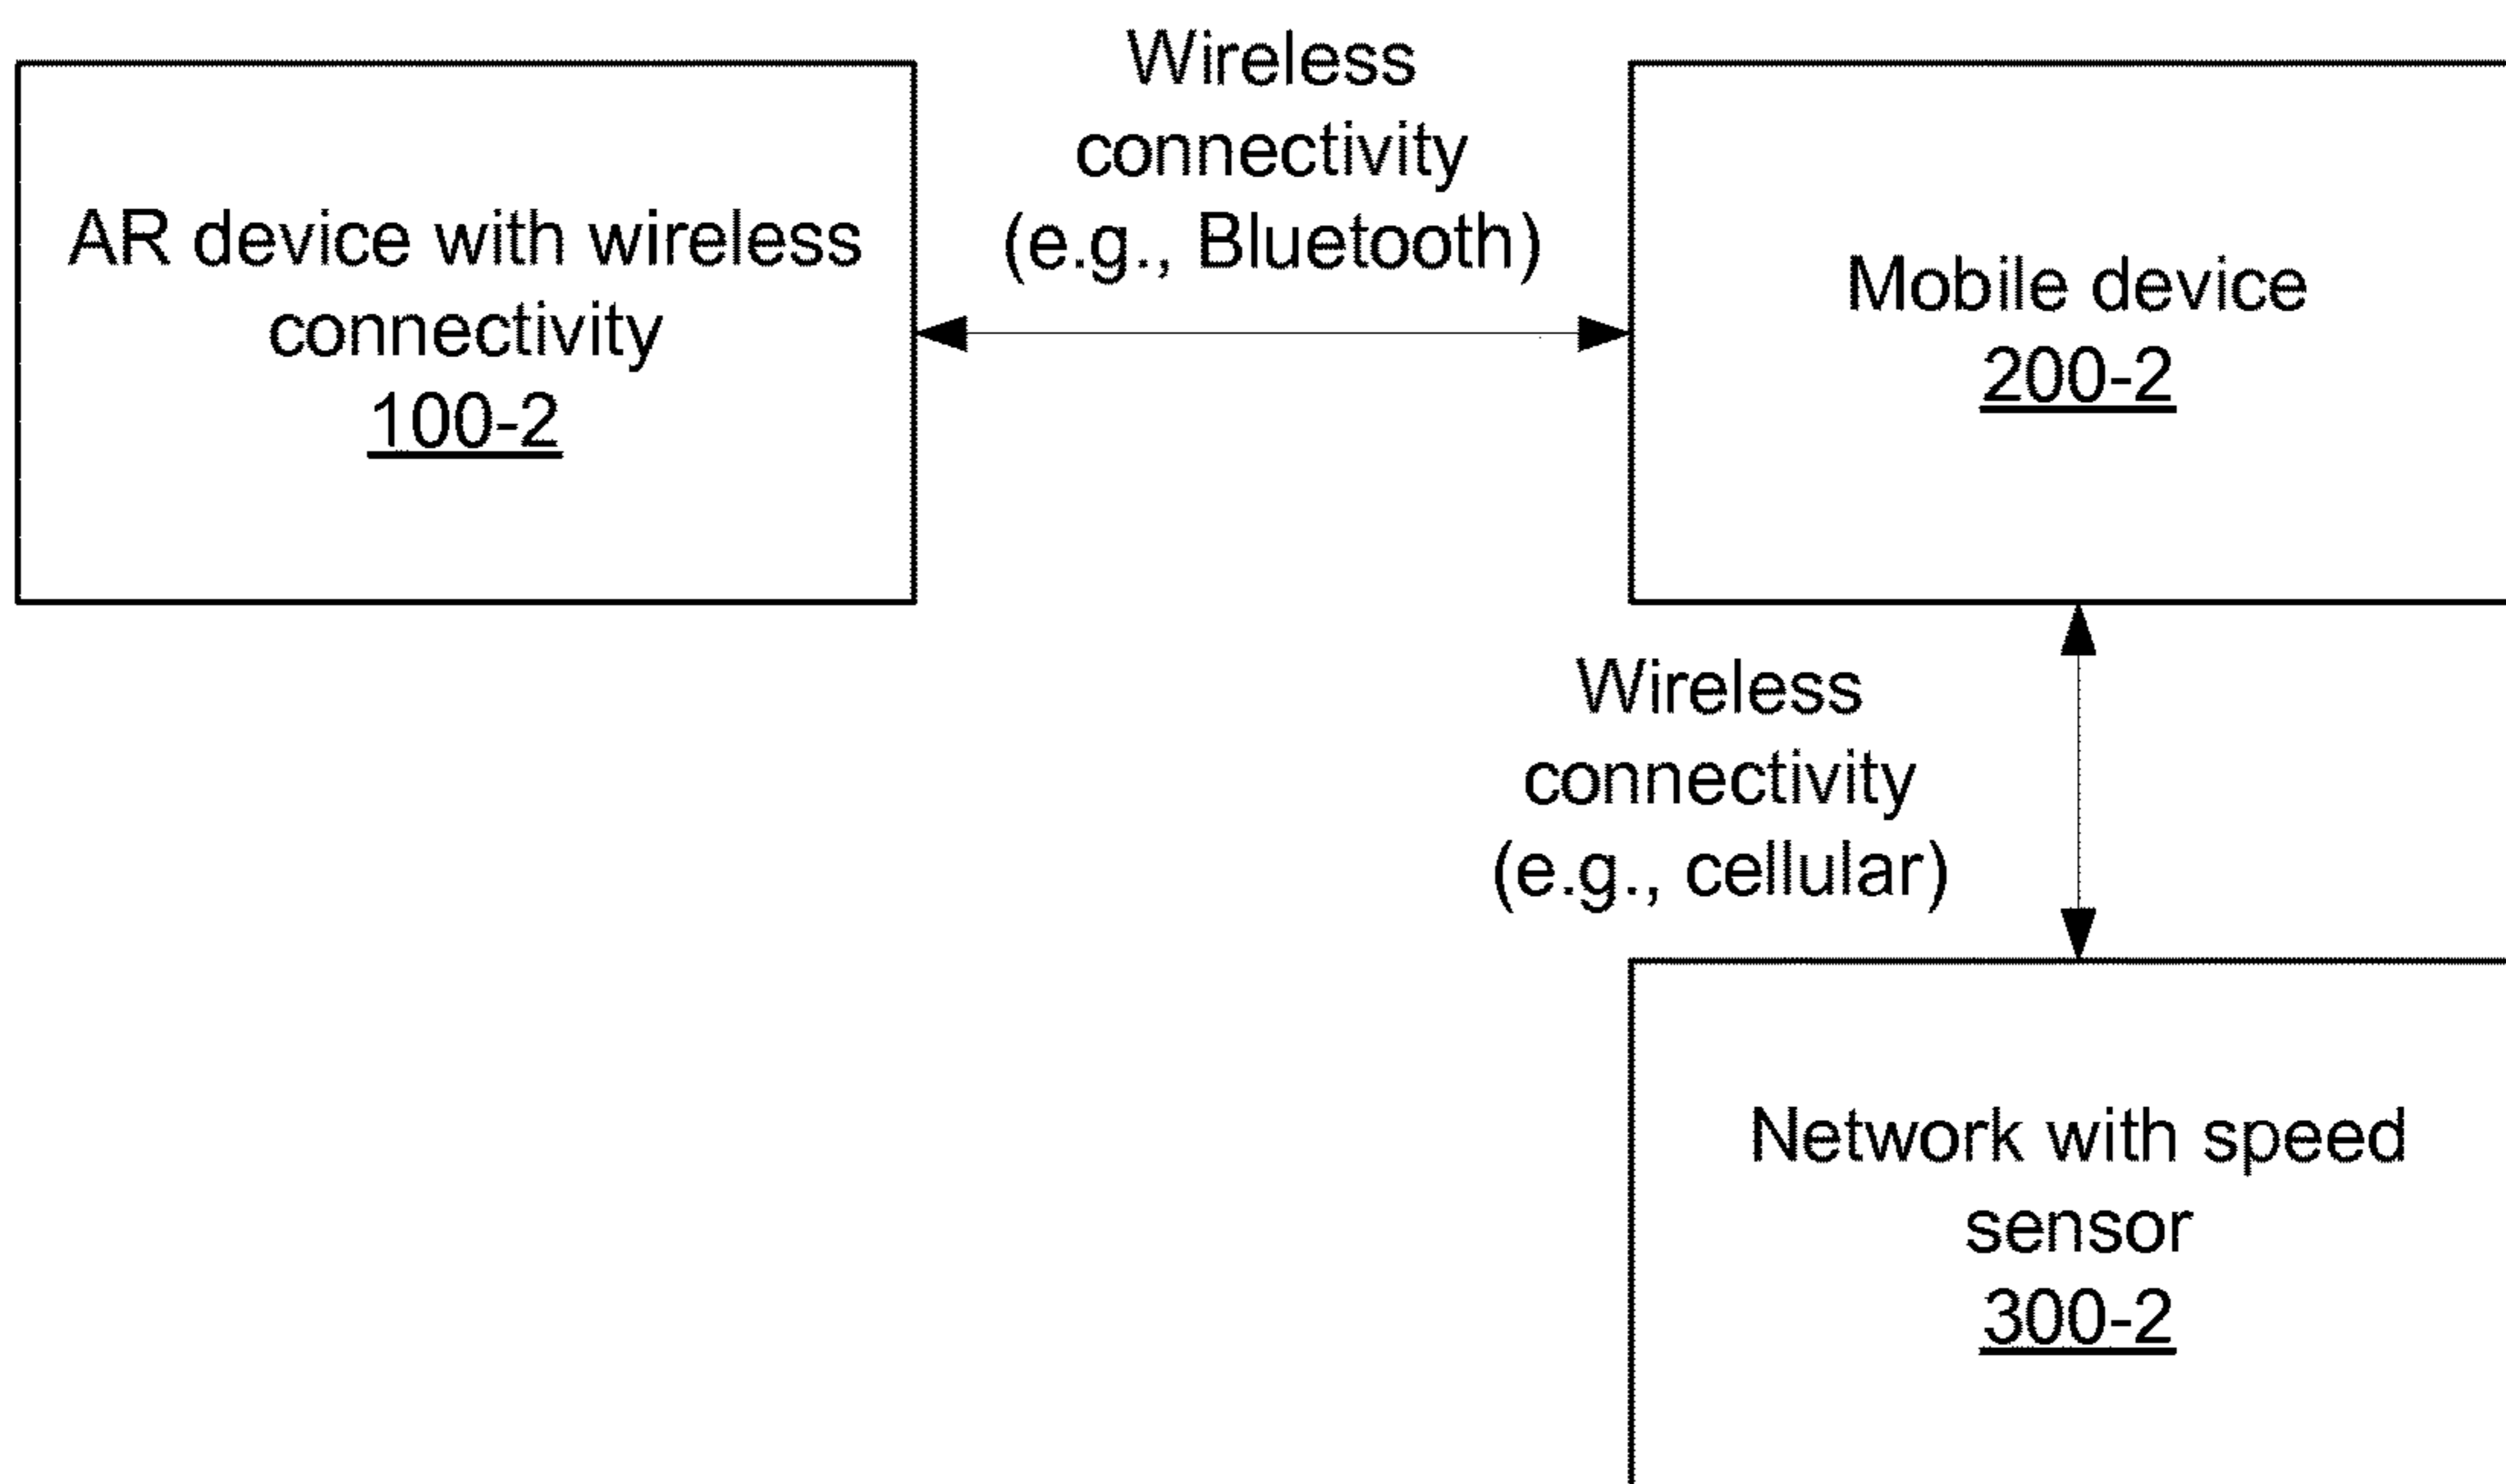 Wireless
connectivity
(e.g., Bluetooth)
AR device with wireless
connectivity
100-2
Mobile device
200-2
Wireless
connectivity
(e.g., cellular)
Network with speed
sensor
300-2